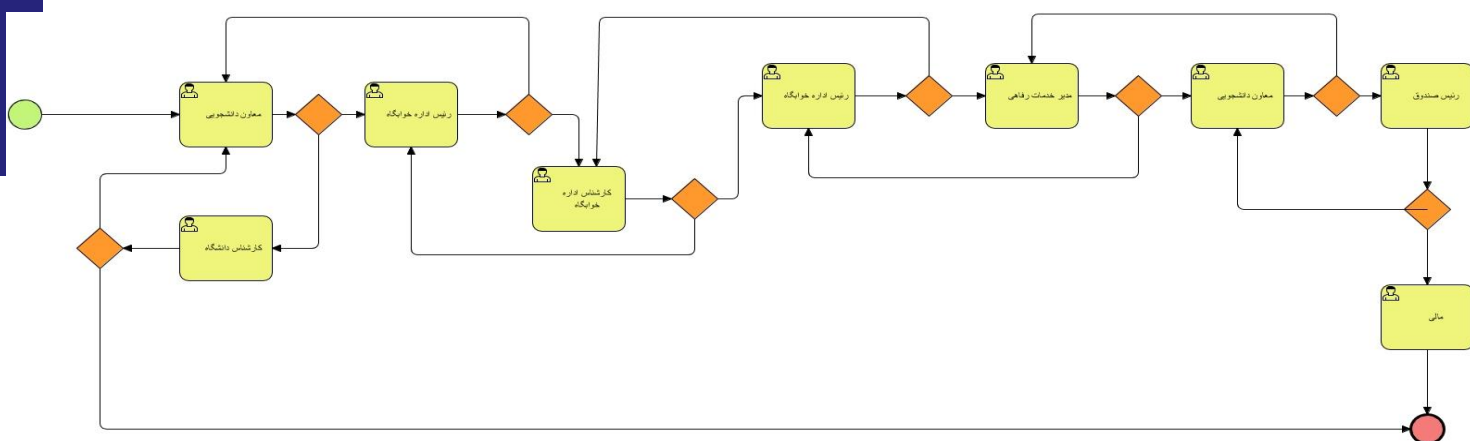 معاون دانشجویی
رئیس اداره خوابگاه
کارشناس اداره
خوابگاه
رئیس اداره خوابگاه
مدیر خدمات رفاهی
معاون دانشجویی
رئیس صندوق
کارشناس دانشگاه
مالی